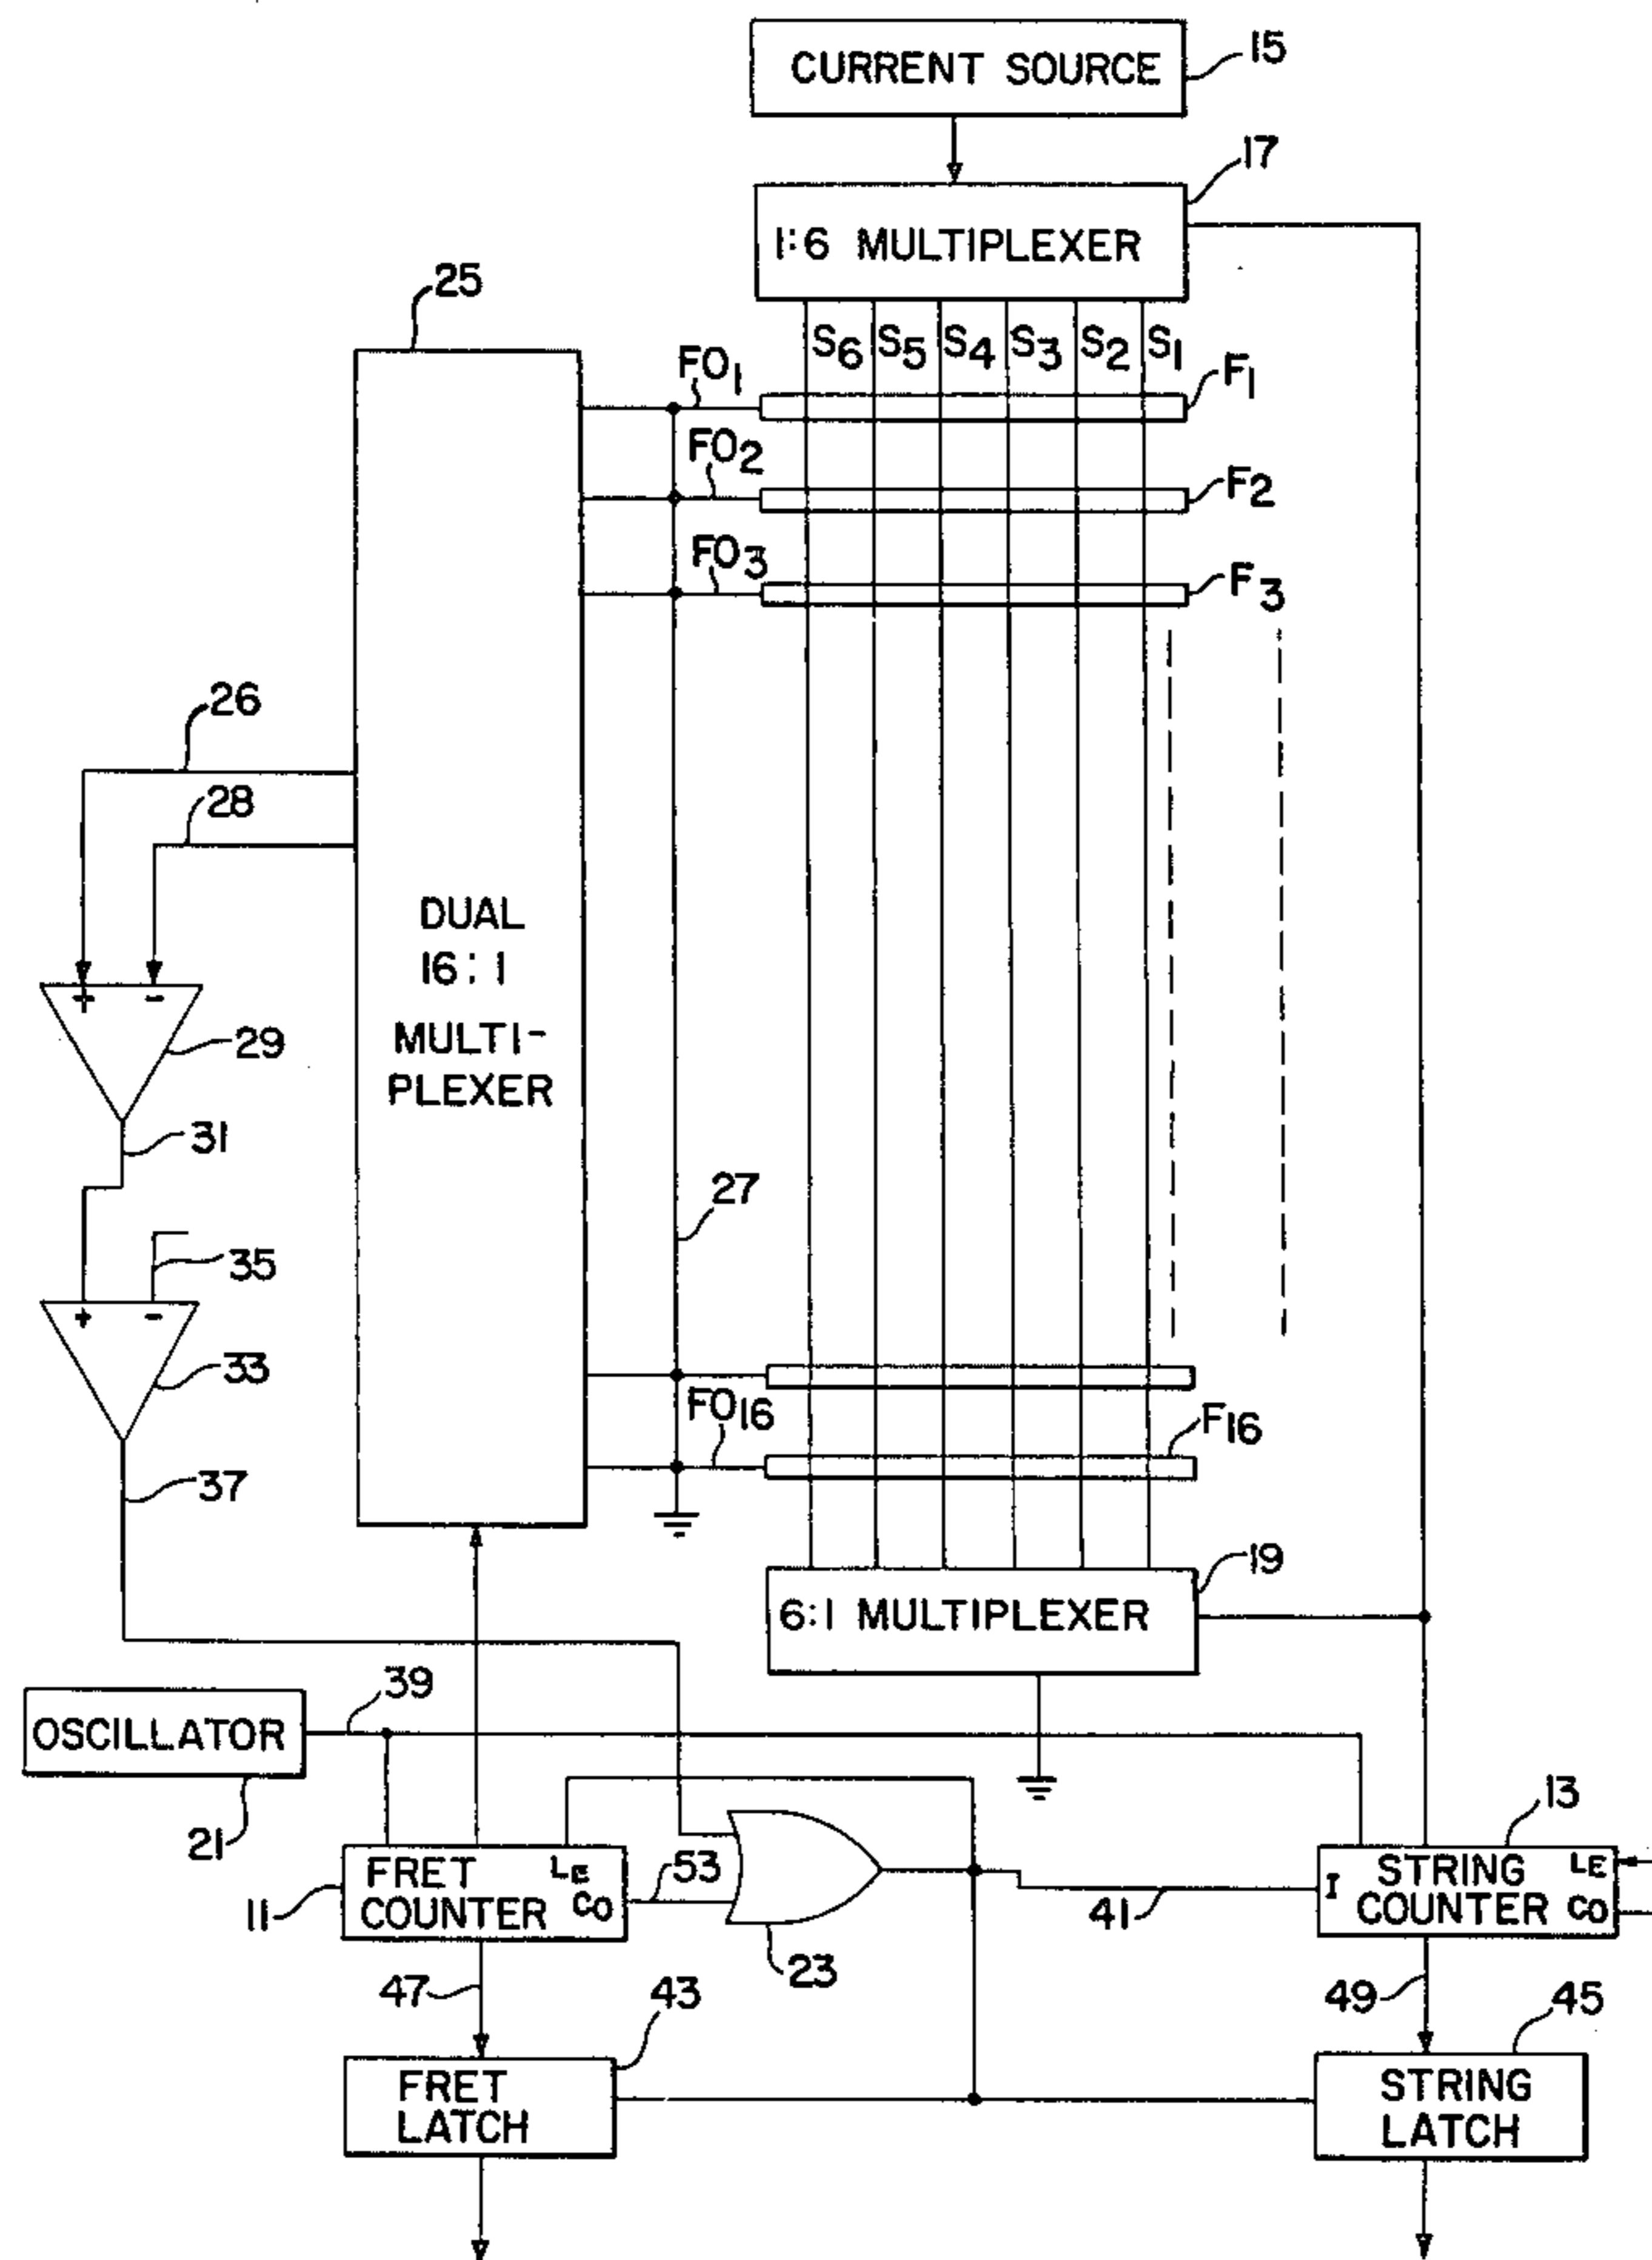 CURRENT SOURCE
15
17
1:6 MULTIPLEXER
25
S6 S5 S4 S3 S2 S1
FO1
F1
FO2
F2
FO3
F3
26
28
DUAL
16:1
MULTI-
PLEXER
+ -
29
31
27
35
+ -
33
FO16
F16
37
19
6:1 MULTIPLEXER
39
OSCILLATOR
21
13
FRET
COUNTER
LE
CO
11
53
23
41
I
STRING
COUNTER
LE
CO
47
43
49
45
FRET
LATCH
STRING
LATCH